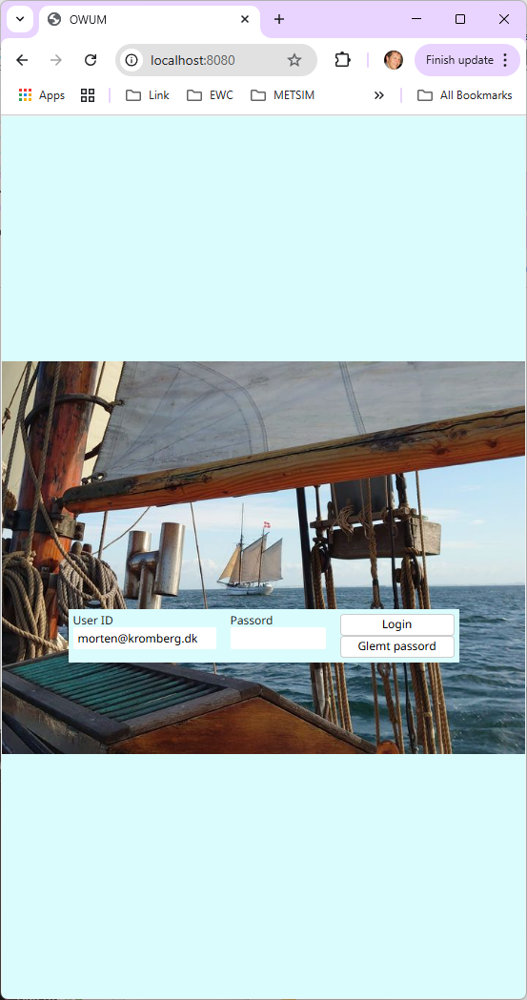 OWUM
localhost:8080
Finish update
Apps
Link
EWC
METSIM
All Bookmarks
User ID
Passord
Login
morten@kromberg.dk
Glemt passord